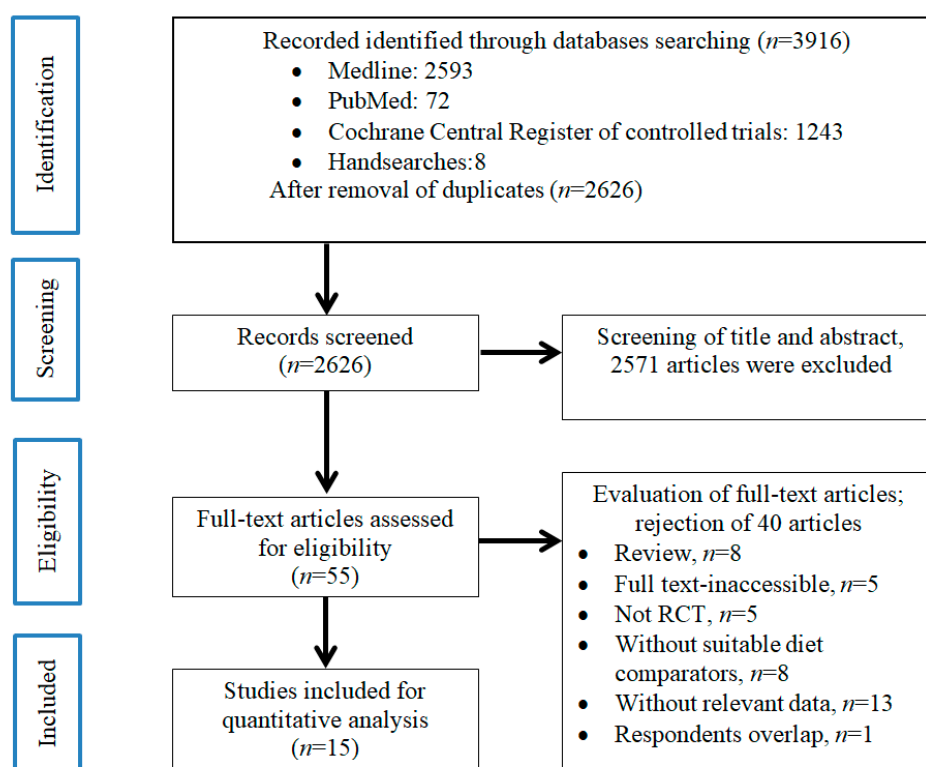 Identification
Recorded identified through databases searching (n=3916)
• Medline: 2593
• PubMed: 72
• Cochrane Central Register of controlled trials: 1243
• Handsearches:8
After removal of duplicates (n=2626)
Screening
Records screened
(n=2626)
Screening of title and abstract,
2571 articles were excluded
Eligibility
Full-text articles assessed
for eligibility
(n=55)
Evaluation of full-text articles;
rejection of 40 articles
• Review, n=8
• Full text-inaccessible, n=5
• Not RCT, n=5
• Without suitable diet
comparators, n=8
• Without relevant data, n=13
• Respondents overlap, n=1
Included
Studies included for
quantitative analysis
(n=15)